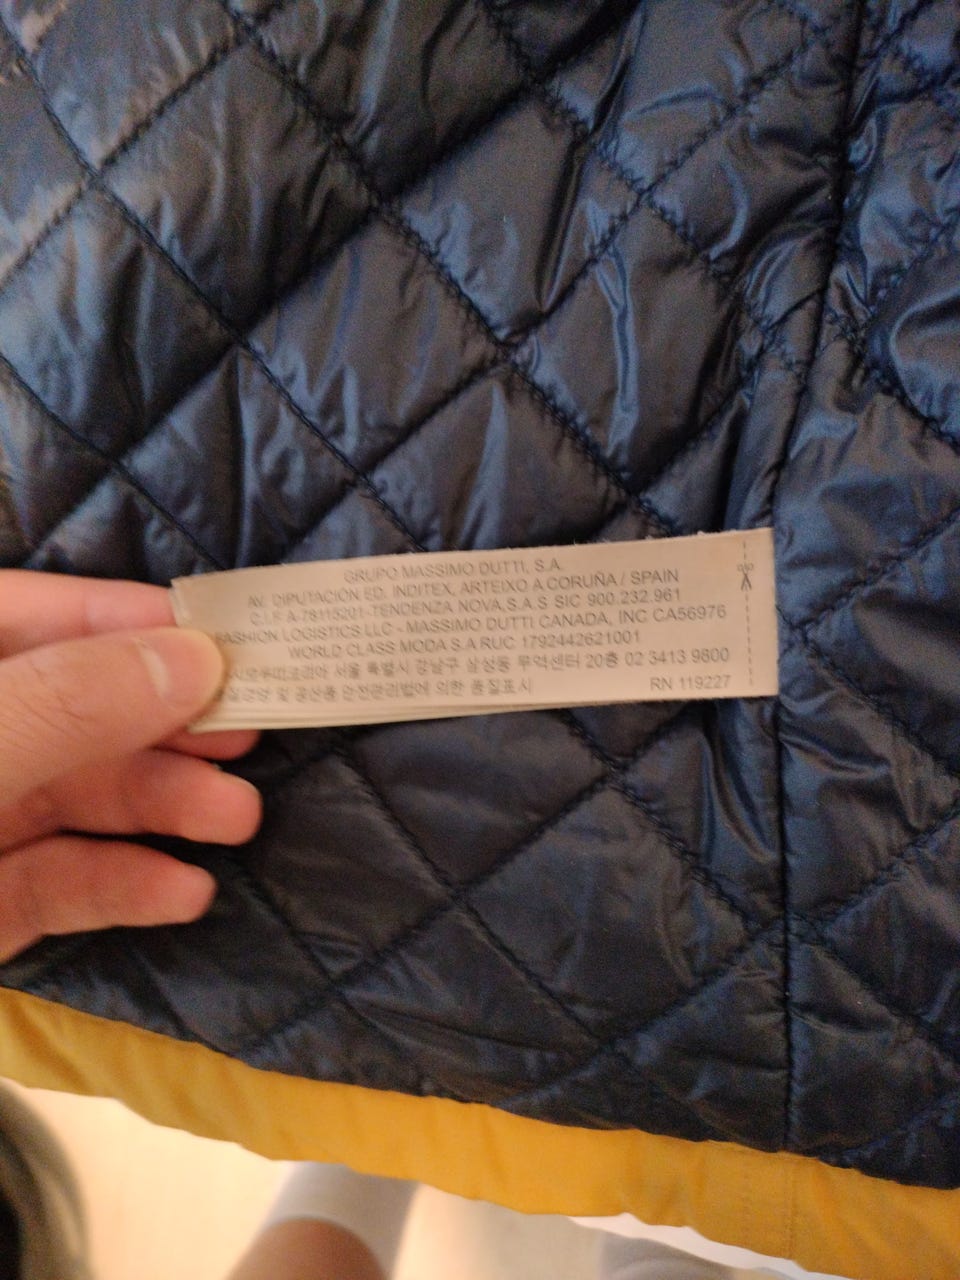 GRUPO MASSIMO DUTTI, S.A.
AV. DIPUTACIÓN ED. INDITEX, ARTEIXO A CORUÑA / SPAIN
C.I.F. A-78115201-TENDENZA NOVA,S.A.S SIC 900.232.961
FASHION LOGISTICS LLC - MASSIMO DUTTI CANADA, INC CA56976
WORLD CLASS MODA S.A RUC 1792442621001
서울 특별시 강남구 삼성동 무역센터 20층 02 3413 9800
및 공산품 안전관리법에 의한 품질표시 RN 119227